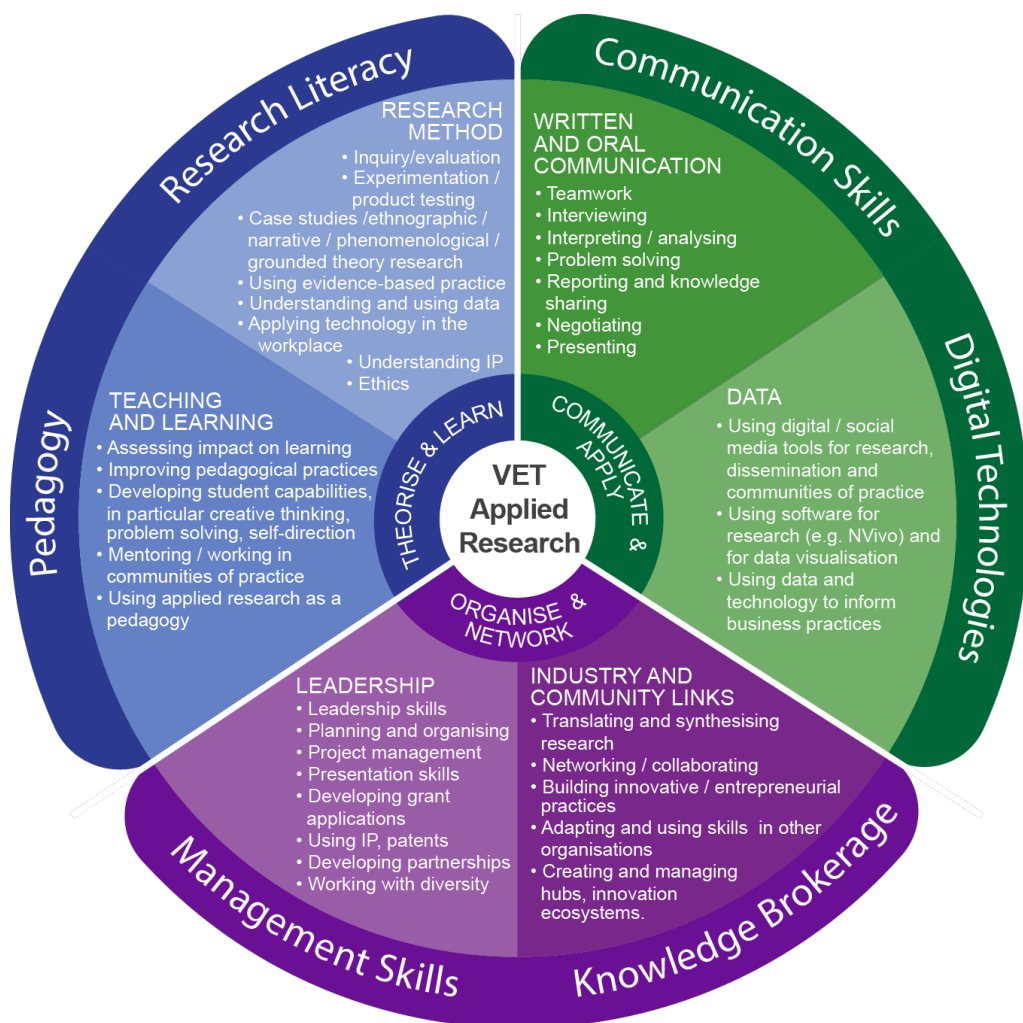 Research Literacy
RESEARCH
METHOD
• Inquiry/evaluation
• Experimentation /
product testing
• Case studies /ethnographic /
narrative / phenomenological /
grounded theory research
• Using evidence-based practice
• Understanding and using data
• Applying technology in the
workplace
• Understanding IP
• Ethics
Communication Skills
WRITTEN
AND ORAL
COMMUNICATION
• Teamwork
• Interviewing
• Interpreting / analysing
• Problem solving
• Reporting and knowledge
sharing
• Negotiating
• Presenting
Pedagogy
TEACHING
AND LEARNING
• Assessing impact on learning
• Improving pedagogical practices
• Developing student capabilities,
in particular creative thinking,
problem solving, self-direction
• Mentoring / working in
communities of practice
• Using applied research as a
pedagogy
THEORISE & LEARN
VET
Applied
Research
COMMUNICATE &
APPLY
ORGANISE &
NETWORK
Digital Technologies
DATA
• Using digital / social
media tools for research,
dissemination and
communities of practice
• Using software for
research (e.g. NVivo) and
for data visualisation
• Using data and
technology to inform
business practices
LEADERSHIP
• Leadership skills
• Planning and organising
• Project management
• Presentation skills
• Developing grant
applications
• Using IP, patents
• Developing partnerships
• Working with diversity
Management Skills
INDUSTRY AND
COMMUNITY LINKS
• Translating and synthesising
research
• Networking / collaborating
• Building innovative / entrepreneurial
practices
• Adapting and using skills in other
organisations
• Creating and managing
hubs, innovation
ecosystems.
Knowledge Brokerage